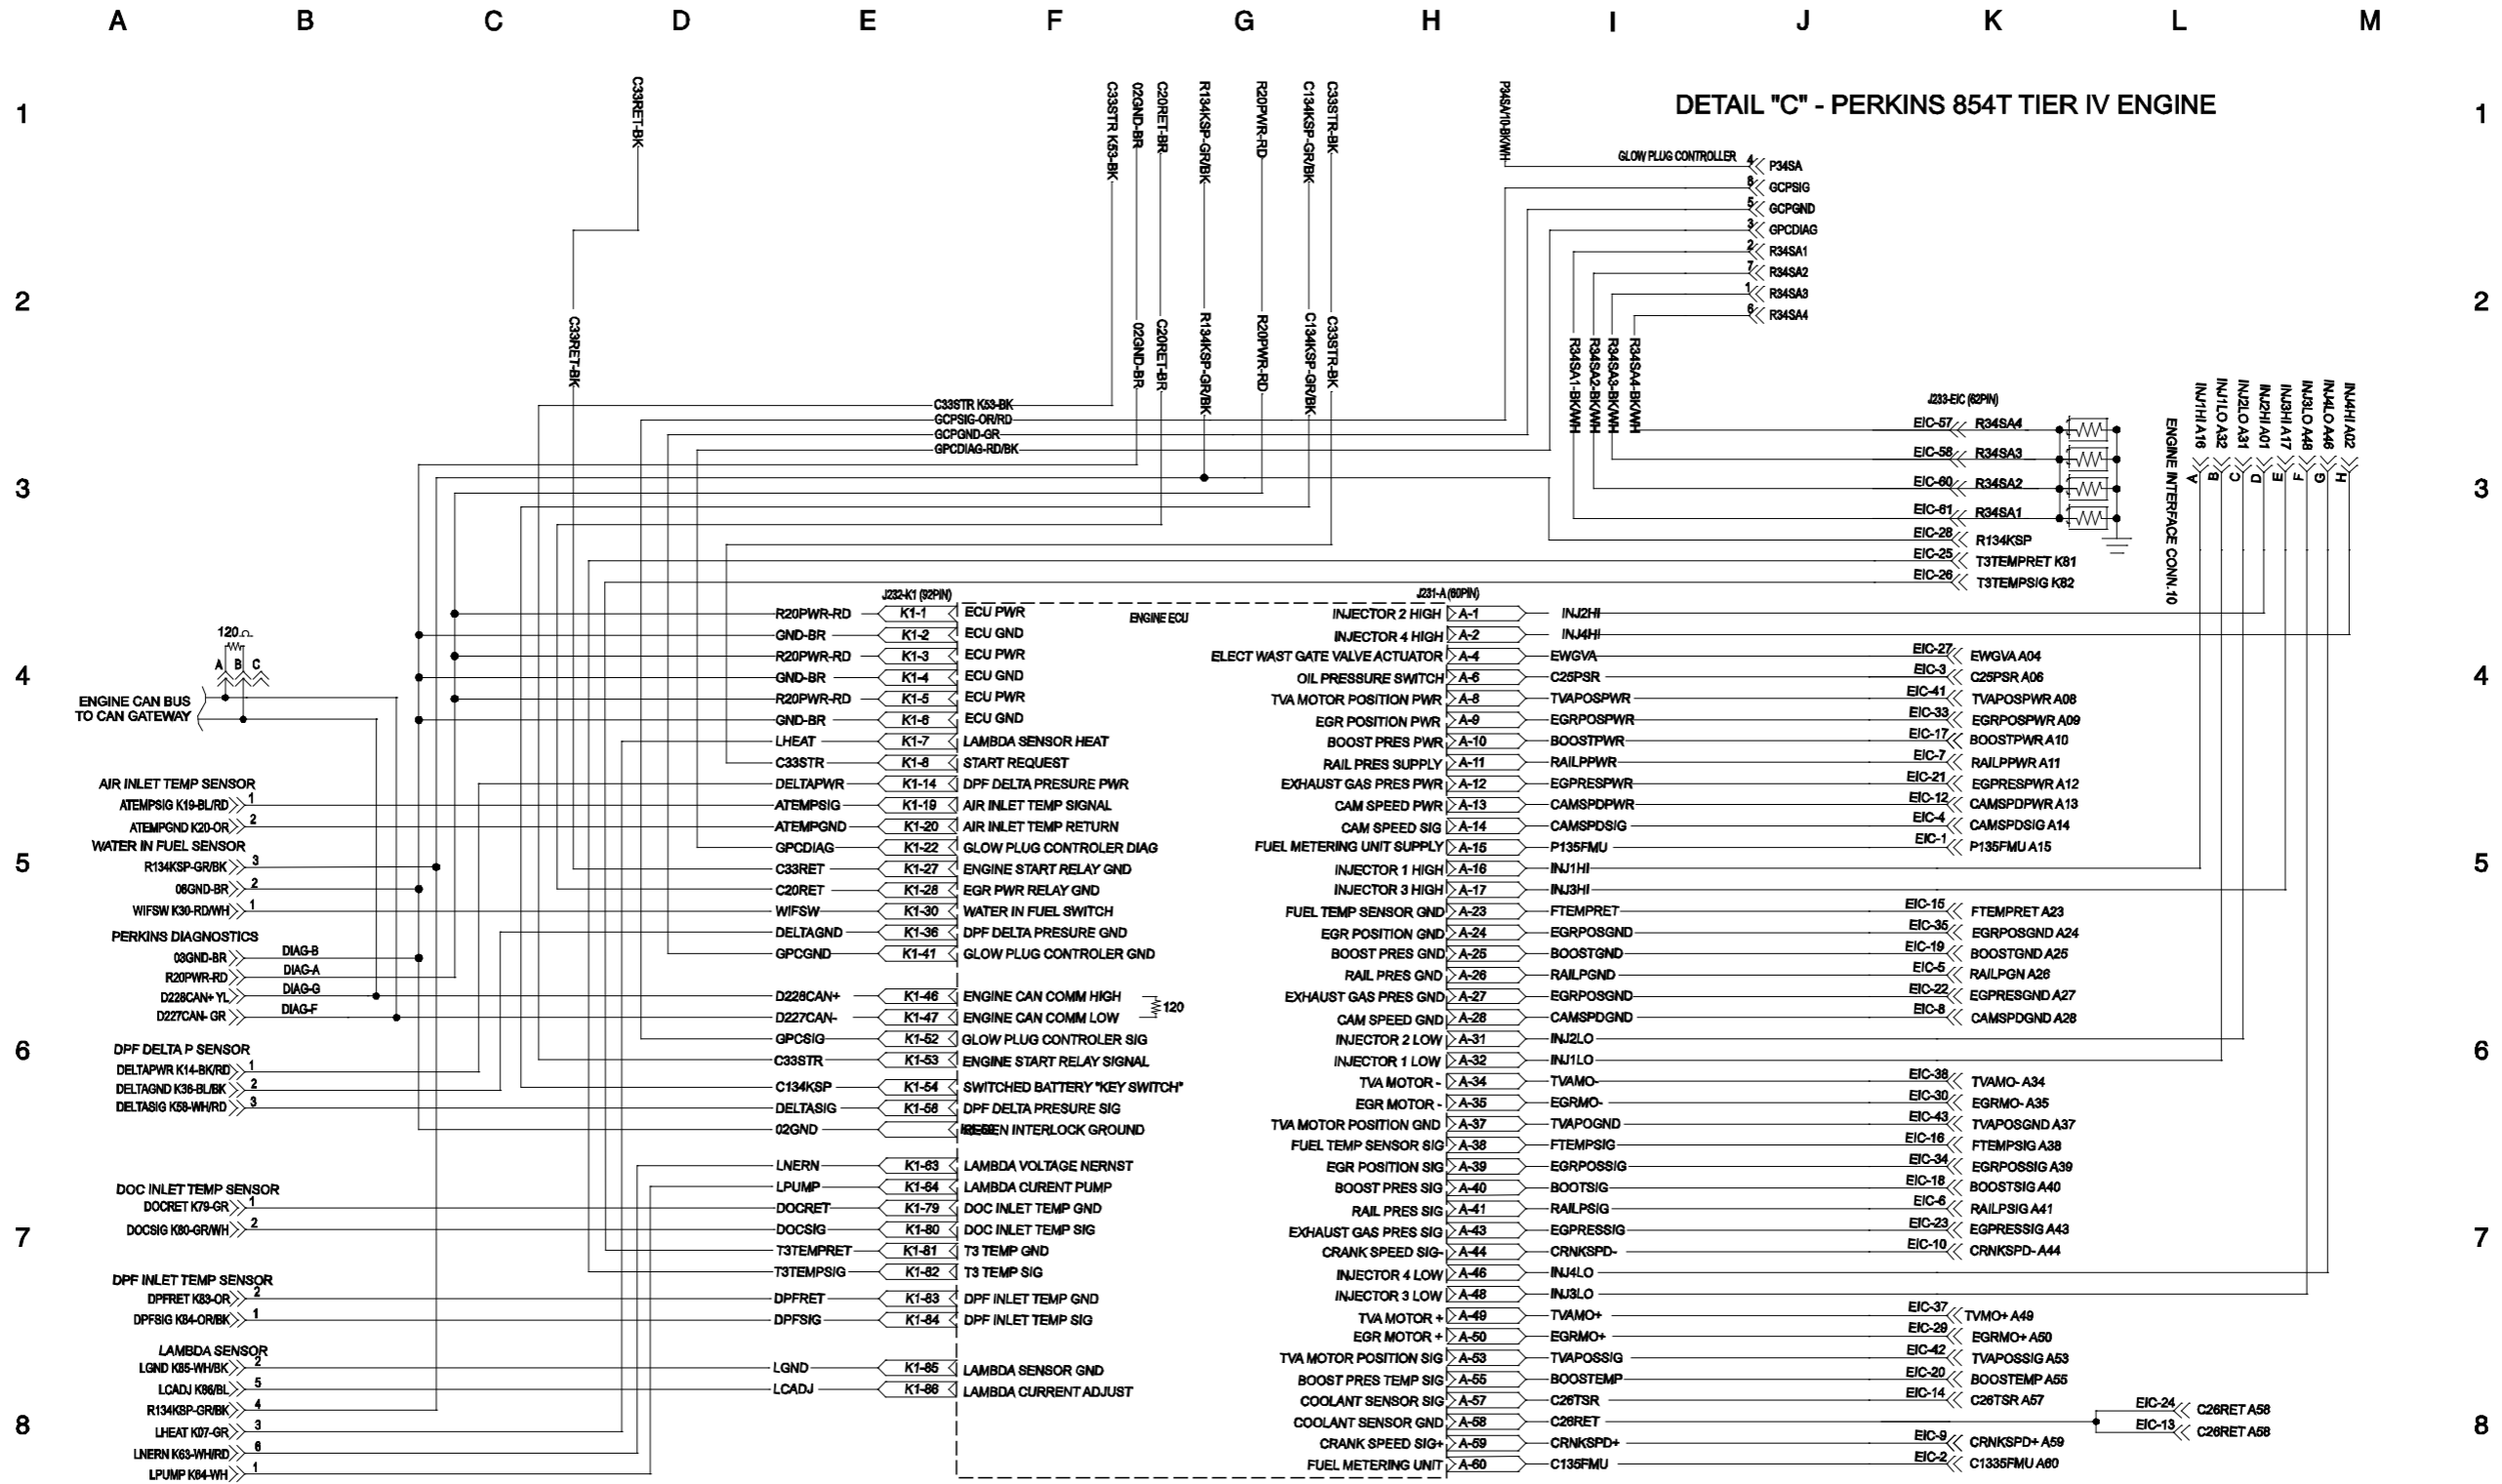 A B C D E F G H I J K L M
1 1
DETAIL "C" - PERKINS 854T TIER IV ENGINE
C33RET-BK
C33STR K53-BK
02GND-BR
C20RET-BR
R134KSP-GR/BK
R20PWR-RD
C134KSP-GR/BK
C33STR-BK
P34SA/10-BK/WH
GLOW PLUG CONTROLLER
4 P34SA
8 GCPSIG
5 GCPGND
3 GPCDIAG
2 R34SA1
7 R34SA2
1 R34SA3
6 R34SA4
2 2
C33RET-BK
02GND-BR
C20RET-BR
R134KSP-GR/BK
R20PWR-RD
C134KSP-GR/BK
C33STR-BK
R34SA1-BK/WH
R34SA2-BK/WH
R34SA3-BK/WH
R34SA4-BK/WH
C33STR K53-BK
GCPSIG-OR/RD
GCPGND-GR
GPCDIAG-RD/BK
3 3
J233-EIC (62PIN)
EIC-57 R34SA4
EIC-58 R34SA3
EIC-60 R34SA2
EIC-61 R34SA1
EIC-28 R134KSP
EIC-25 T3TEMPRET K81
EIC-26 T3TEMPSIG K82
ENGINE INTERFACE CONN.10
INJ1HI A16 A
INJ1LO A32 B
INJ2LO A31 C
INJ2HI A01 D
INJ3HI A17 E
INJ3LO A48 F
INJ4LO A46 G
INJ4HI A02 H
4 4
120 Ω
A B C
ENGINE CAN BUS
TO CAN GATEWAY
AIR INLET TEMP SENSOR
ATEMPSIG K19-BL/RD 1
ATEMPGND K20-OR 2
WATER IN FUEL SENSOR
5 5
R134KSP-GR/BK 3
06GND-BR 2
WIFSW K30-RD/WH 1
PERKINS DIAGNOSTICS
03GND-BR DIAG-B
R20PWR-RD DIAG-A
D228CAN+ YL DIAG-G
D227CAN- GR DIAG-F
6 6
DPF DELTA P SENSOR
DELTAPWR K14-BK/RD 1
DELTAGND K36-BL/BK 2
DELTASIG K58-WH/RD 3
DOC INLET TEMP SENSOR
DOCRET K79-GR 1
DOCSIG K80-GR/WH 2
7 7
DPF INLET TEMP SENSOR
DPFRET K83-OR 2
DPFSIG K84-OR/BK 1
LAMBDA SENSOR
LGND K85-WH/BK 2
LCADJ K86/BL 5
R134KSP-GR/BK 4
LHEAT K07-GR 3
LNERN K63-WH/RD 6
LPUMP K64-WH 1
8 8
J232-K1 (92PIN)
ENGINE ECU
R20PWR-RD K1-1 ECU PWR
GND-BR K1-2 ECU GND
R20PWR-RD K1-3 ECU PWR
GND-BR K1-4 ECU GND
R20PWR-RD K1-5 ECU PWR
GND-BR K1-6 ECU GND
LHEAT K1-7 LAMBDA SENSOR HEAT
C33STR K1-8 START REQUEST
DELTAPWR K1-14 DPF DELTA PRESURE PWR
ATEMPSIG K1-19 AIR INLET TEMP SIGNAL
ATEMPGND K1-20 AIR INLET TEMP RETURN
GPCDIAG K1-22 GLOW PLUG CONTROLER DIAG
C33RET K1-27 ENGINE START RELAY GND
C20RET K1-28 EGR PWR RELAY GND
WIFSW K1-30 WATER IN FUEL SWITCH
DELTAGND K1-36 DPF DELTA PRESURE GND
GPCGND K1-41 GLOW PLUG CONTROLER GND
D228CAN+ K1-46 ENGINE CAN COMM HIGH
120
D227CAN- K1-47 ENGINE CAN COMM LOW
GPCSIG K1-52 GLOW PLUG CONTROLER SIG
C33STR K1-53 ENGINE START RELAY SIGNAL
C134KSP K1-54 SWITCHED BATTERY "KEY SWITCH"
DELTASIG K1-58 DPF DELTA PRESURE SIG
02GND INTERLOCK GROUND
LNERN K1-63 LAMBDA VOLTAGE NERNST
LPUMP K1-64 LAMBDA CURENT PUMP
DOCRET K1-79 DOC INLET TEMP GND
DOCSIG K1-80 DOC INLET TEMP SIG
T3TEMPRET K1-81 T3 TEMP GND
T3TEMPSIG K1-82 T3 TEMP SIG
DPFRET K1-83 DPF INLET TEMP GND
DPFSIG K1-84 DPF INLET TEMP SIG
LGND K1-85 LAMBDA SENSOR GND
LCADJ K1-86 LAMBDA CURRENT ADJUST
J231-A (60PIN)
INJECTOR 2 HIGH A-1 INJ2HI
INJECTOR 4 HIGH A-2 INJ4HI
ELECT WAST GATE VALVE ACTUATOR A-4 EWGVA EIC-27 EWGVA A04
OIL PRESSURE SWITCH A-6 C25PSR EIC-3 C25PSR A06
TVA MOTOR POSITION PWR A-8 TVAPOSPWR EIC-41 TVAPOSPWR A08
EGR POSITION PWR A-9 EGRPOSPWR EIC-33 EGRPOSPWR A09
BOOST PRES PWR A-10 BOOSTPWR EIC-17 BOOSTPWR A10
RAIL PRES SUPPLY A-11 RAILPPWR EIC-7 RAILPPWR A11
EXHAUST GAS PRES PWR A-12 EGPRESPWR EIC-21 EGPRESPWR A12
CAM SPEED PWR A-13 CAMSPDPWR EIC-12 CAMSPDPWR A13
CAM SPEED SIG A-14 CAMSPDSIG EIC-4 CAMSPDSIG A14
FUEL METERING UNIT SUPPLY A-15 P135FMU EIC-1 P135FMU A15
INJECTOR 1 HIGH A-16 INJ1HI
INJECTOR 3 HIGH A-17 INJ3HI
FUEL TEMP SENSOR GND A-23 FTEMPRET EIC-15 FTEMPRET A23
EGR POSITION GND A-24 EGRPOSGND EIC-35 EGRPOSGND A24
BOOST PRES GND A-25 BOOSTGND EIC-19 BOOSTGND A25
RAIL PRES GND A-26 RAILPGND EIC-5 RAILPGN A26
EXHAUST GAS PRES GND A-27 EGRPOSGND EIC-22 EGPRESGND A27
CAM SPEED GND A-28 CAMSPDGND EIC-8 CAMSPDGND A28
INJECTOR 2 LOW A-31 INJ2LO
INJECTOR 1 LOW A-32 INJ1LO
TVA MOTOR - A-34 TVAMO- EIC-38 TVAMO- A34
EGR MOTOR - A-35 EGRMO- EIC-30 EGRMO- A35
TVA MOTOR POSITION GND A-37 TVAPOGND EIC-43 TVAPOSGND A37
FUEL TEMP SENSOR SIG A-38 FTEMPSIG EIC-16 FTEMPSIG A38
EGR POSITION SIG A-39 EGRPOSSIG EIC-34 EGRPOSSIG A39
BOOST PRES SIG A-40 BOOTSIG EIC-18 BOOSTSIG A40
RAIL PRES SIG A-41 RAILPSIG EIC-6 RAILPSIG A41
EXHAUST GAS PRES SIG A-43 EGPRESSIG EIC-23 EGPRESSIG A43
CRANK SPEED SIG- A-44 CRNKSPD- EIC-10 CRNKSPD- A44
INJECTOR 4 LOW A-46 INJ4LO
INJECTOR 3 LOW A-48 INJ3LO
TVA MOTOR + A-49 TVAMO+ EIC-37 TVMO+ A49
EGR MOTOR + A-50 EGRMO+ EIC-29 EGRMO+ A50
TVA MOTOR POSITION SIG A-53 TVAPOSSIG EIC-42 TVAPOSSIG A53
BOOST PRES TEMP SIG A-55 BOOSTEMP EIC-20 BOOSTEMP A55
COOLANT SENSOR SIG A-57 C26TSR EIC-14 C26TSR A57
COOLANT SENSOR GND A-58 C26RET
EIC-24 C26RET A58
EIC-13 C26RET A58
CRANK SPEED SIG+ A-59 CRNKSPD+ EIC-9 CRNKSPD+ A59
FUEL METERING UNIT A-60 C135FMU EIC-2 C1335FMU A60